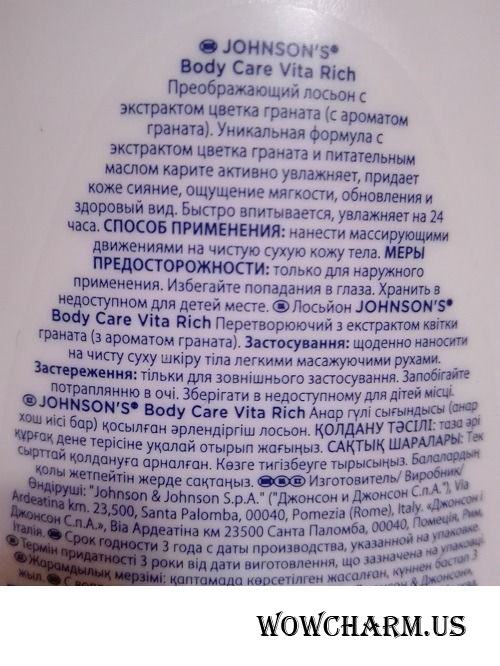 JOHNSON'S®
Body Care Vita Rich
Преображающий лосьон с
экстрактом цветка граната (с ароматом
граната). Уникальная формула с
экстрактом цветка граната и питательным
маслом карите активно увлажняет, придает
коже сияние, ощущение мягкости, обновления и
здоровый вид. Быстро впитывается, увлажняет на 24
часа. СПОСОБ ПРИМЕНЕНИЯ: нанести массирующими
движениями на чистую сухую кожу тела. МЕРЫ
ПРЕДОСТОРОЖНОСТИ: только для наружного
применения. Избегайте попадания в глаза. Хранить в
недоступном для детей месте. Лосьйон JOHNSON'S®
Body Care Vita Rich Перетворюючий з екстрактом квітки
граната (з ароматом граната). Застосування: щоденно наносити
на чисту суху шкіру тіла легкими масажуючими рухами.
Застереження: тільки для зовнішнього застосування. Запобігайте
потраплянню в очі. Зберігати в недоступному для дітей місці.
JOHNSON'S® Body Care Vita Rich Анар гүлі сығындысы (анар
хош иісі бар) қосылған әрлендіргіш лосьон. ҚОЛДАНУ ТӘСІЛІ: таза әрі
құрғақ дене терісіне уқалай отырып жағыңыз. САҚТЫҚ ШАРАЛАРЫ: Тек
сырттай қолдануға арналған. Көзге тигізбеуге тырысыңыз. Балалардың
қолы жетпейтін жерде сақтаңыз. Изготовитель/ Виробник/
Өндіруші: "Johnson & Johnson S.p.A." ("Джонсон и Джонсон С.п.А."), Via
Ardeatina km. 23,500, Santa Palomba, 00040, Pomezia (Rome), Italy. «Джонсон і
Джонсон С.п.А.», Віа Ардеатіна км 23500 Санта Паломба, 00040, Помеція, Рим,
Італія. Срок годности 3 года с даты производства, указанной на упаковке.
Термін придатності 3 роки від дати виготовлення, що зазначена на упаковці.
Жарамдылық мерзімі: қаптамада көрсетілген жасалған, күннен бастап 3
жыл.
WOWCHARM.US